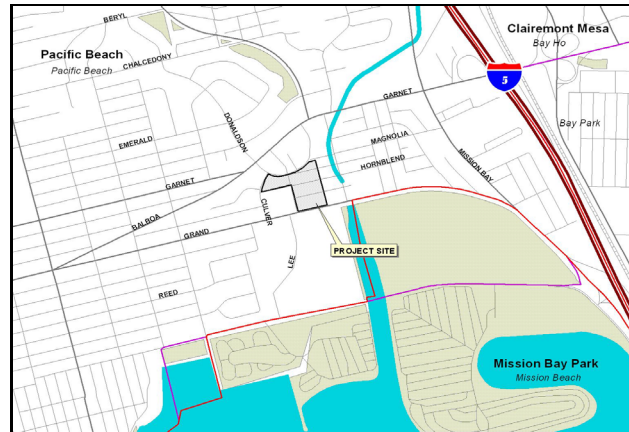 BERYL
Clairemont Mesa
Bay Ho
Pacific Beach
Pacific Beach
CHALCEDONY
5
GARNET
DONALDSON
Bay Park
EMERALD
MAGNOLIA
HORNBLEND
MISSION BAY
GARNET
BALBOA
CULVER
GRAND
PROJECT SITE
LEE
REED
Mission Bay Park
Mission Beach